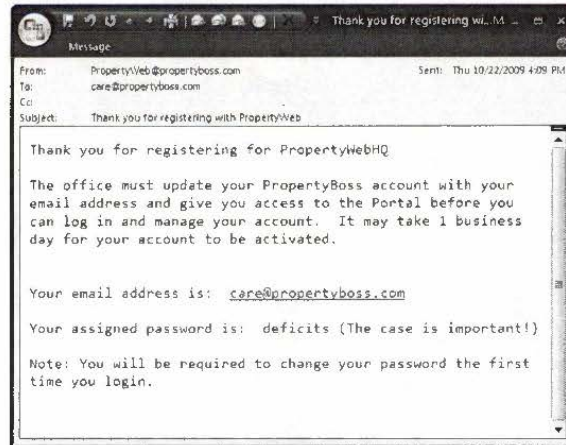 Thank you for registering wi...M
Message
From: PropertyWeb@propertyboss.com Sent: Thu 10/22/2009 4:09 PM
To: care@propertyboss.com
Cc:
Subject: Thank you for registering with PropertyWeb
Thank you for registering for PropertyWebHQ
The office must update your PropertyBoss account with your
email address and give you access to the Portal before you
can log in and manage your account. It may take 1 business
day for your account to be activated.
Your email address is: care@propertyboss.com
Your assigned password is: deficits (The case is important!)
Note: You will be required to change your password the first
time you login.